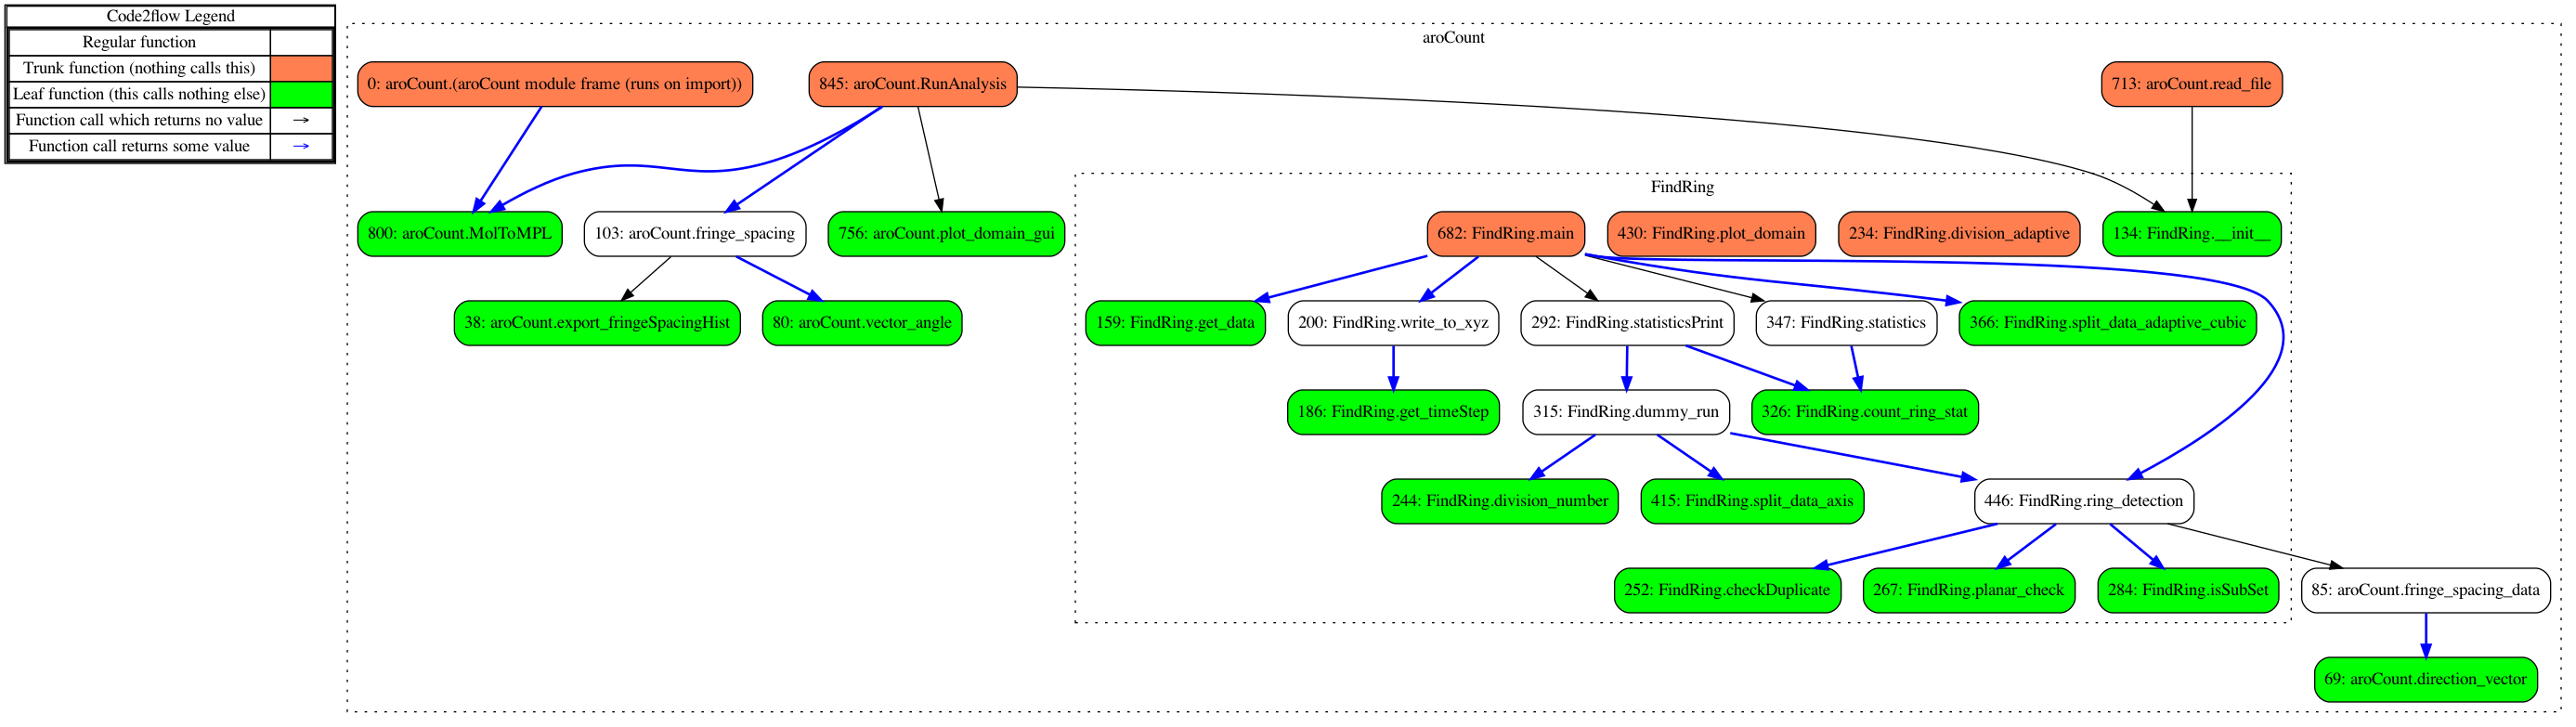 Code2flow Legend
Regular function
Trunk function (nothing calls this)
Leaf function (this calls nothing else)
Function call which returns no value →
Function call returns some value →
aroCount
0: aroCount.(aroCount module frame (runs on import))
845: aroCount.RunAnalysis
713: aroCount.read_file
FindRing
800: aroCount.MolToMPL
103: aroCount.fringe_spacing
756: aroCount.plot_domain_gui
682: FindRing.main
430: FindRing.plot_domain
234: FindRing.division_adaptive
134: FindRing.__init__
38: aroCount.export_fringeSpacingHist
80: aroCount.vector_angle
159: FindRing.get_data
200: FindRing.write_to_xyz
292: FindRing.statisticsPrint
347: FindRing.statistics
366: FindRing.split_data_adaptive_cubic
186: FindRing.get_timeStep
315: FindRing.dummy_run
326: FindRing.count_ring_stat
244: FindRing.division_number
415: FindRing.split_data_axis
446: FindRing.ring_detection
252: FindRing.checkDuplicate
267: FindRing.planar_check
284: FindRing.isSubSet
85: aroCount.fringe_spacing_data
69: aroCount.direction_vector